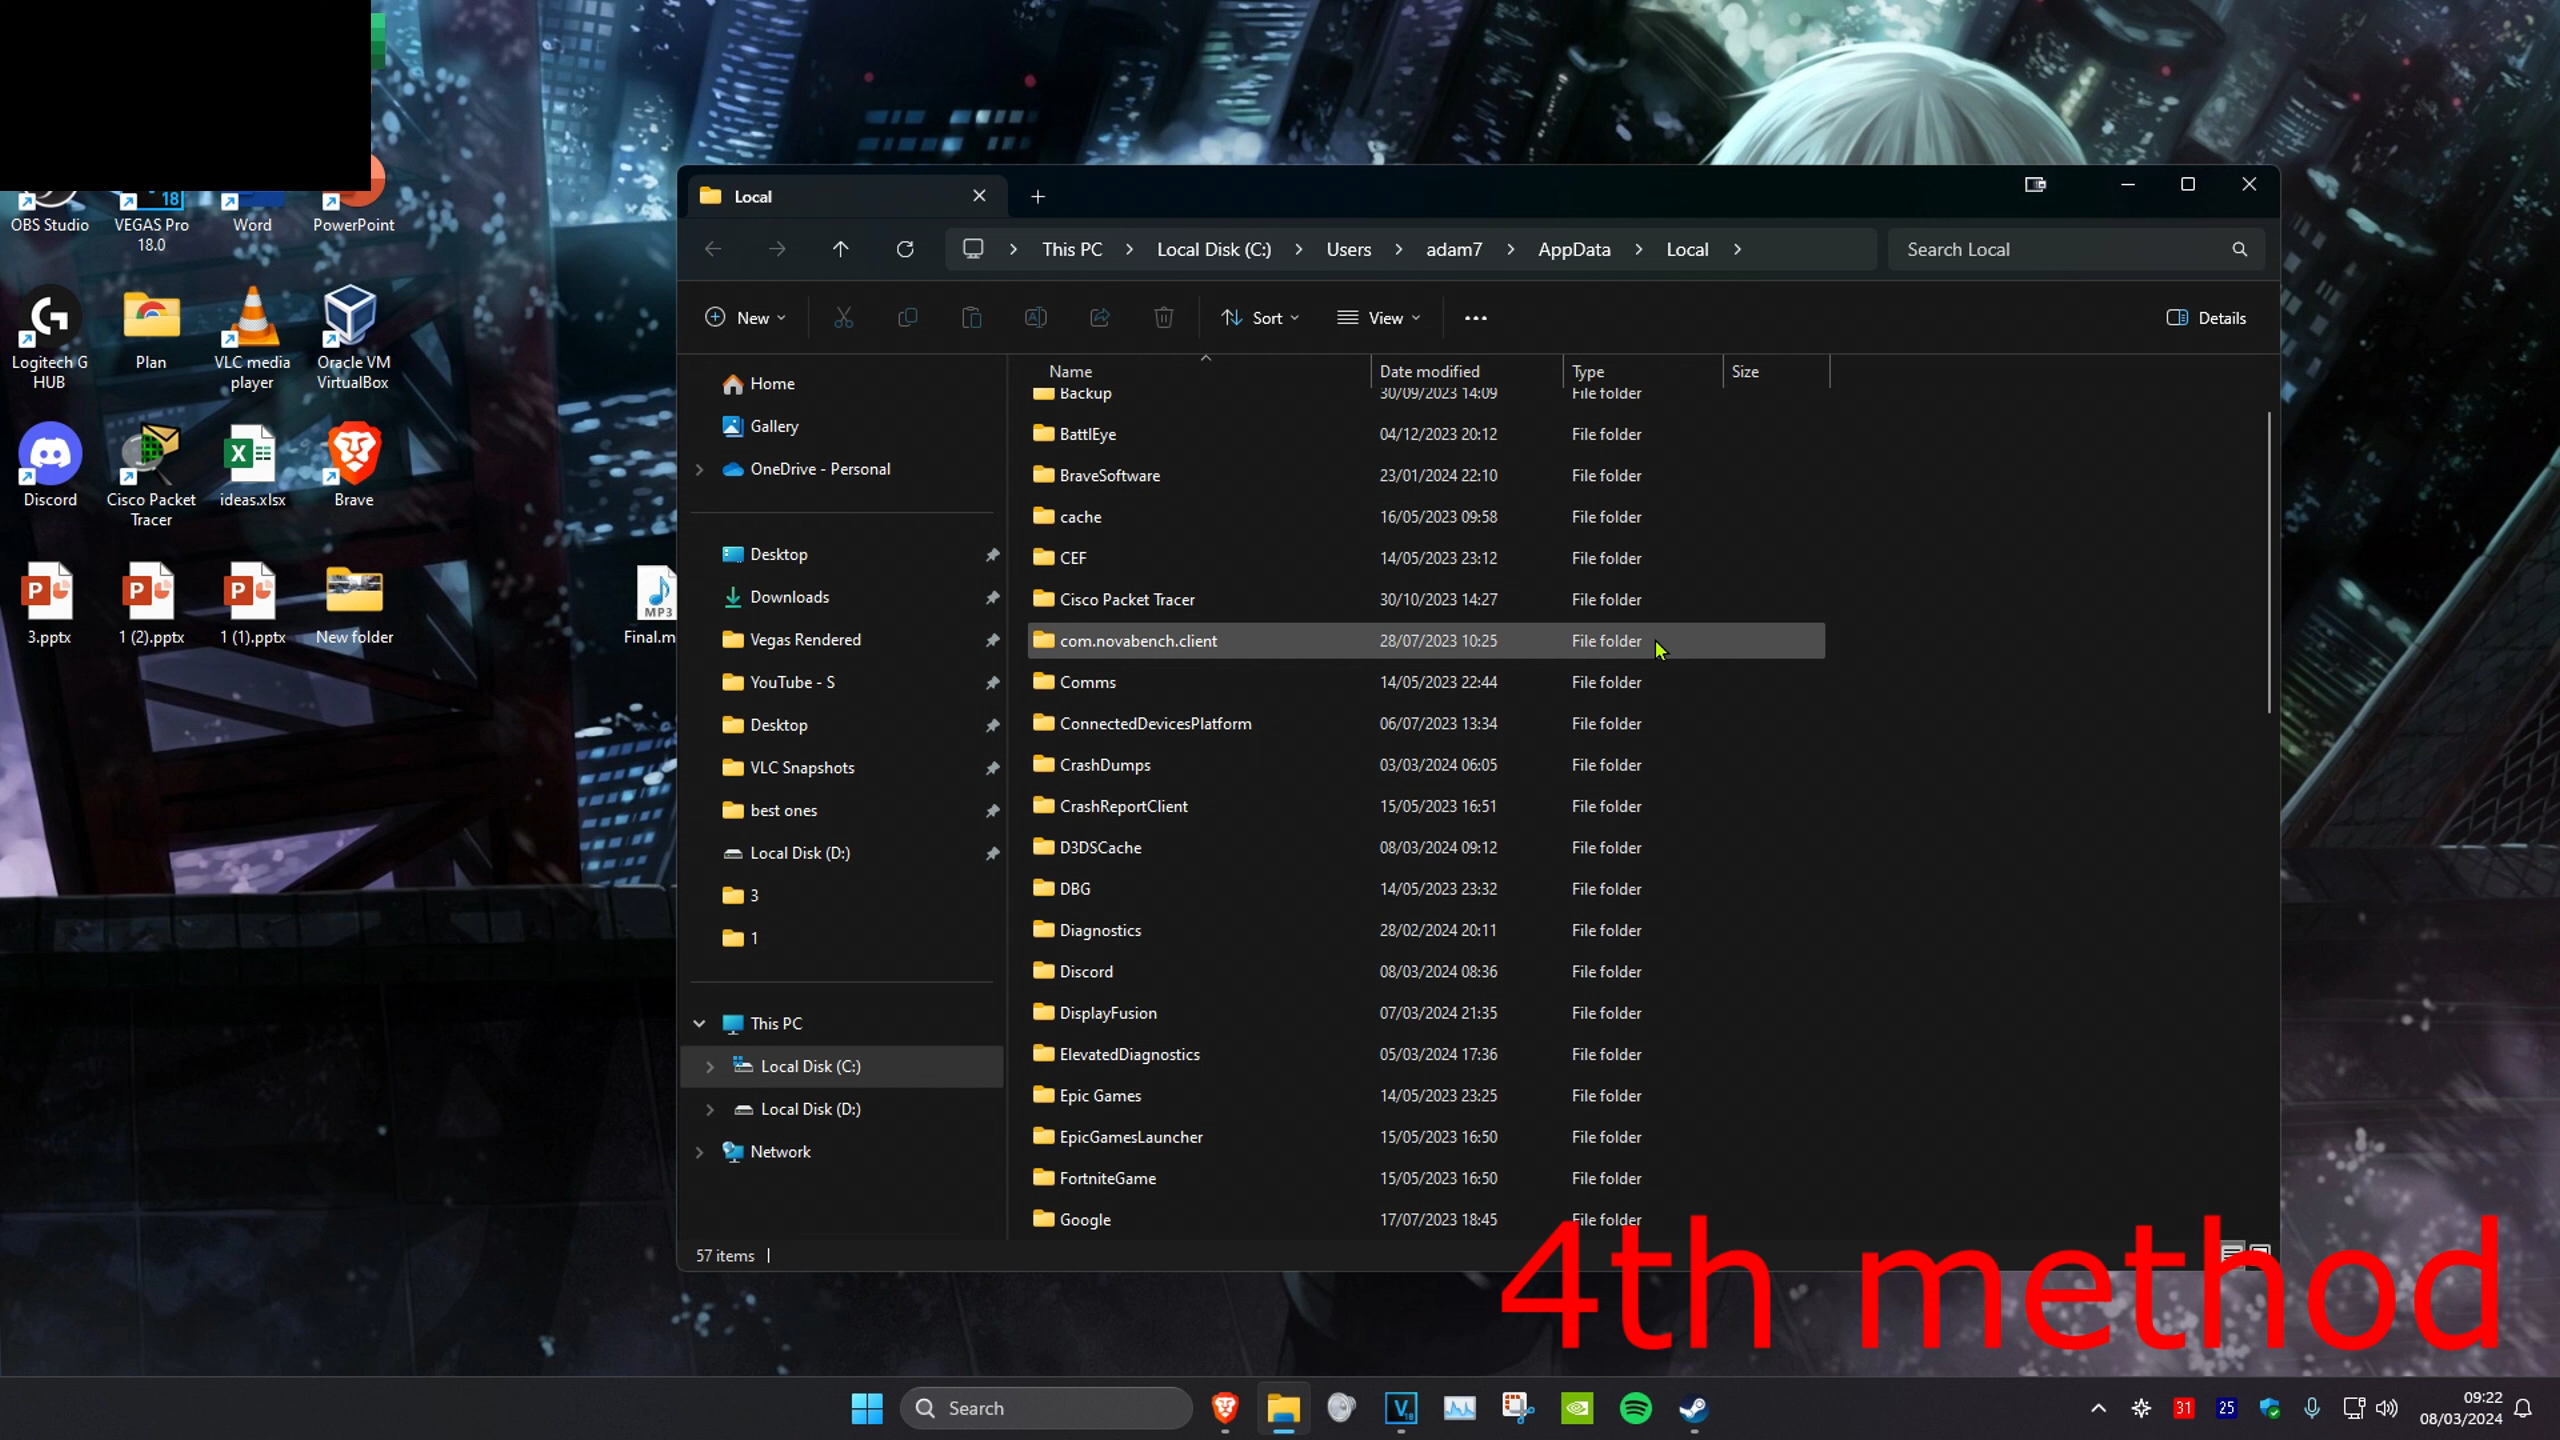 OBS Studio
VEGAS Pro
18.0
Word
PowerPoint
18
Logitech G
HUB
Plan
VLC media
player
Oracle VM
VirtualBox
Discord
Cisco Packet
Tracer
ideas.xlsx
Brave
3.pptx
1 (2).pptx
1 (1).pptx
New folder
MP3
Final.m
Local
This PC
Local Disk (C:)
Users
adam7
AppData
Local
Search Local
New
Sort
View
Details
Home
Gallery
OneDrive - Personal
Desktop
Downloads
Vegas Rendered
YouTube - S
Desktop
VLC Snapshots
best ones
Local Disk (D:)
3
1
This PC
Local Disk (C:)
Local Disk (D:)
Network
Name Date modified Type Size
Backup 30/09/2023 14:09 File folder
BattlEye 04/12/2023 20:12 File folder
BraveSoftware 23/01/2024 22:10 File folder
cache 16/05/2023 09:58 File folder
CEF 14/05/2023 23:12 File folder
Cisco Packet Tracer 30/10/2023 14:27 File folder
com.novabench.client 28/07/2023 10:25 File folder
Comms 14/05/2023 22:44 File folder
ConnectedDevicesPlatform 06/07/2023 13:34 File folder
CrashDumps 03/03/2024 06:05 File folder
CrashReportClient 15/05/2023 16:51 File folder
D3DSCache 08/03/2024 09:12 File folder
DBG 14/05/2023 23:32 File folder
Diagnostics 28/02/2024 20:11 File folder
Discord 08/03/2024 08:36 File folder
DisplayFusion 07/03/2024 21:35 File folder
ElevatedDiagnostics 05/03/2024 17:36 File folder
Epic Games 14/05/2023 23:25 File folder
EpicGamesLauncher 15/05/2023 16:50 File folder
FortniteGame 15/05/2023 16:50 File folder
Google 17/07/2023 18:45 File folder
57 items
4th method
Search
31
25
09:22
08/03/2024